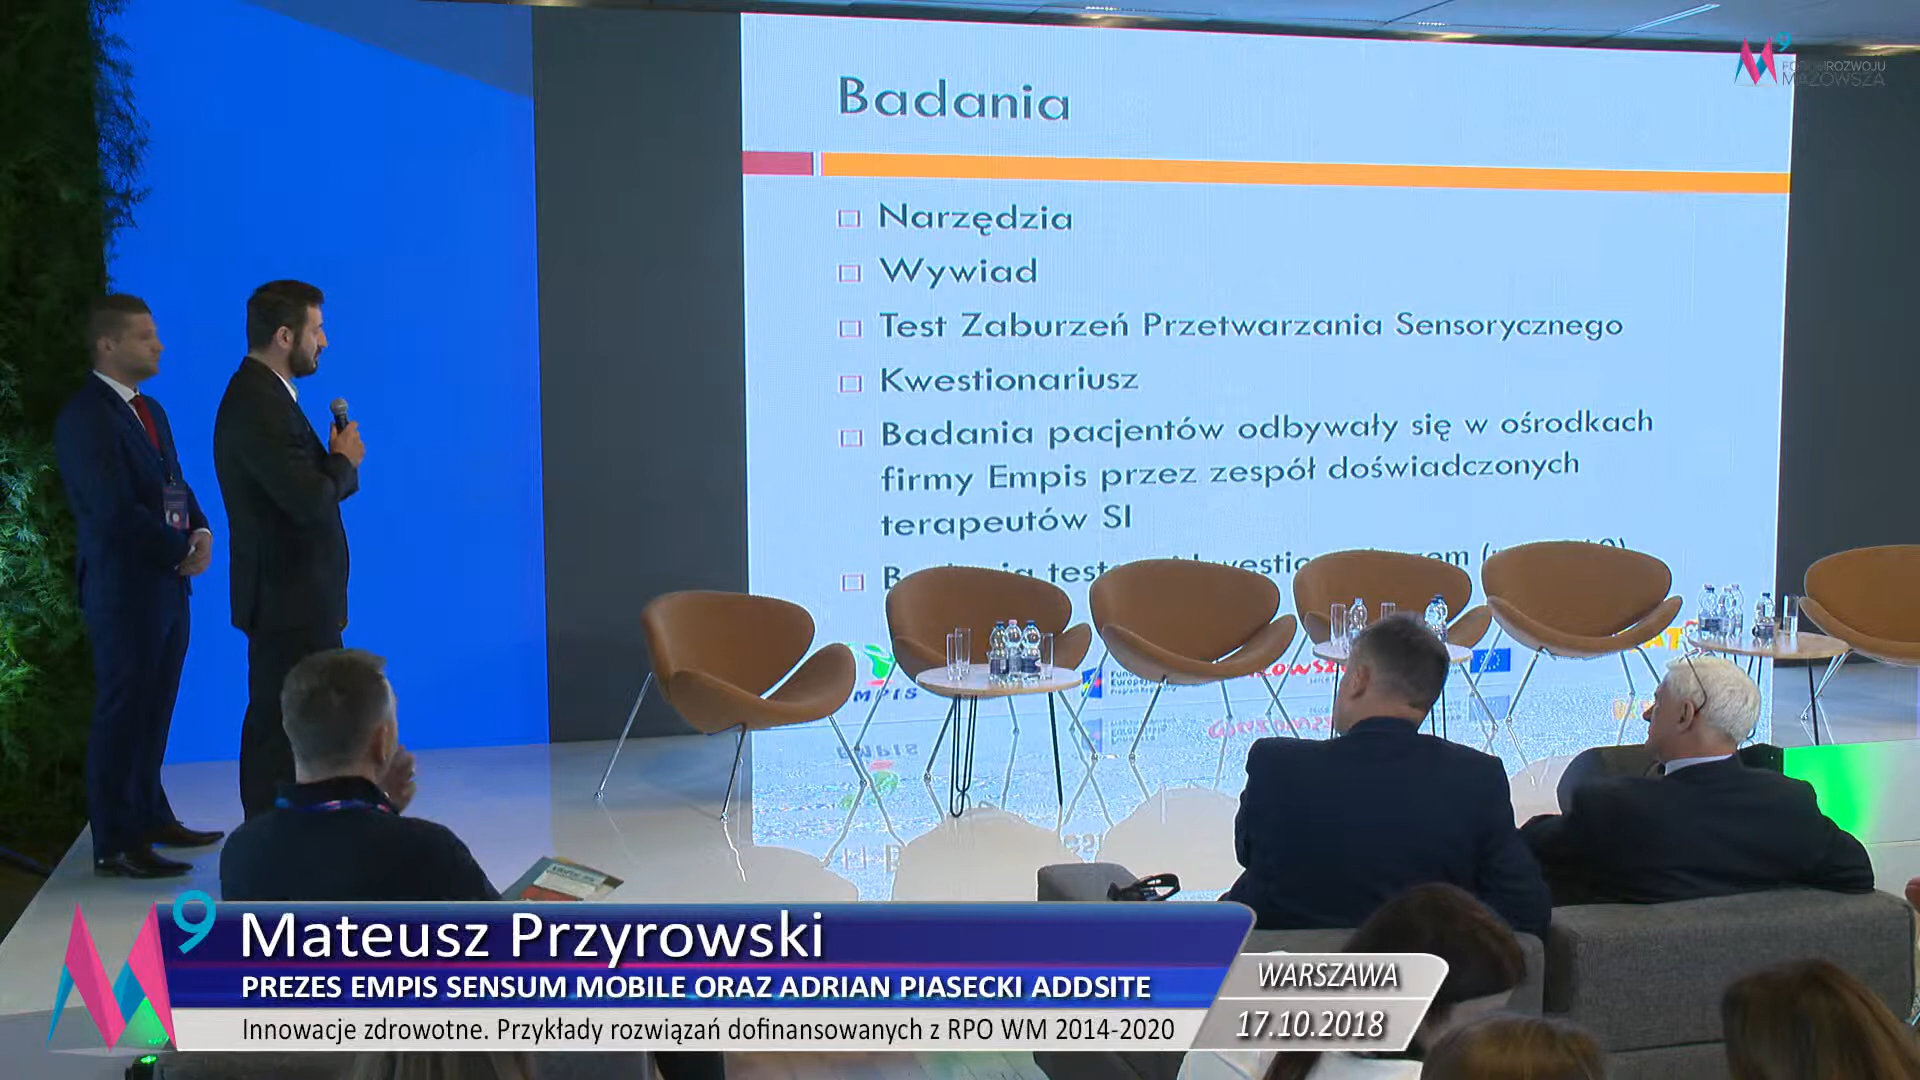 9
FORUM ROZWOJU
MAZOWSZA
Badania
Narzędzia
Wywiad
Test Zaburzeń Przetwarzania Sensorycznego
Kwestionariusz
Badania pacjentów odbywały się w ośrodkach
firmy Empis przez zespół doświadczonych
terapeutów SI
9
Mateusz Przyrowski
PREZES EMPIS SENSUM MOBILE ORAZ ADRIAN PIASECKI ADDSITE
Innowacje zdrowotne. Przykłady rozwiązań dofinansowanych z RPO WM 2014-2020
WARSZAWA
17.10.2018